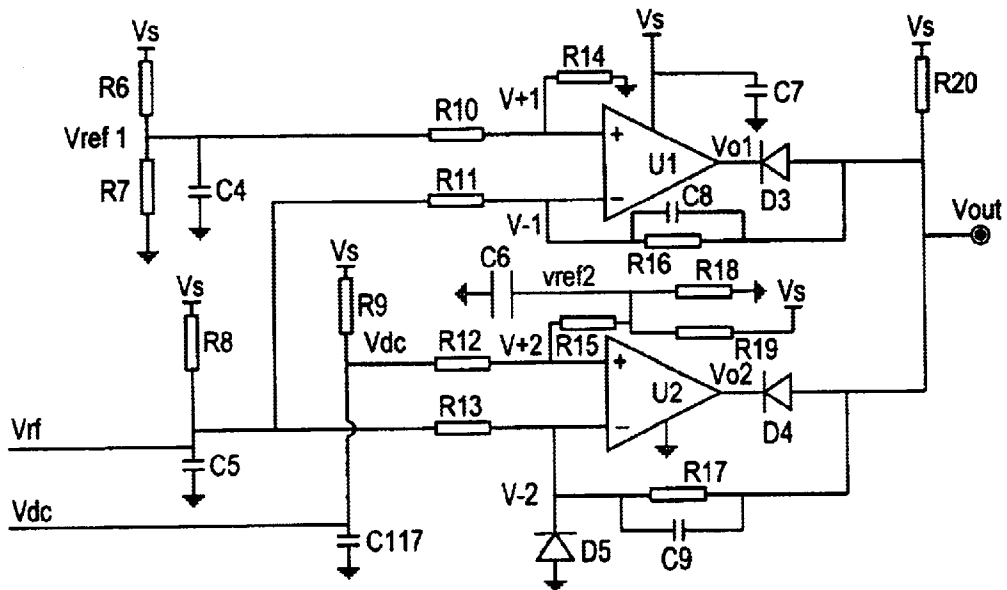 Vs
Vs
Vs
R14
R6
V+1
C7
R20
R10
Vref 1
+
U1
Vo1
R7
C4
R11
D3
−
C8
Vout
V-1
R16
Vs
C6
vref2
R18
Vs
Vs
R9
R8
Vdc
R12
V+2
R15
R19
+
Vo2
U2
R13
D4
Vrf
−
C5
R17
V-2
Vdc
C117
D5
C9